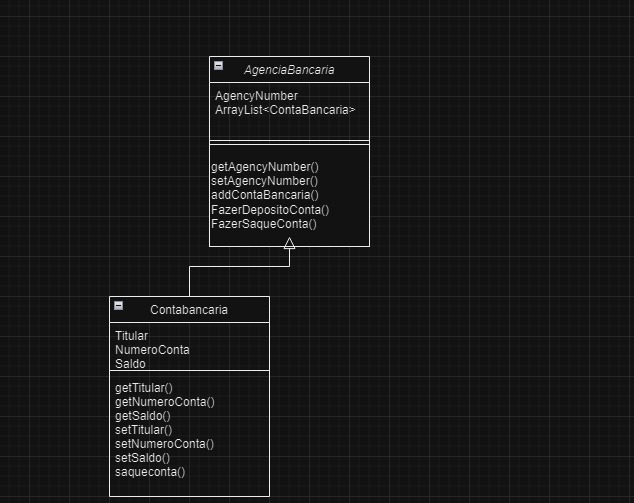 AgenciaBancaria
AgencyNumber
ArrayList<ContaBancaria>
getAgencyNumber()
setAgencyNumber()
addContaBancaria()
FazerDepositoConta()
FazerSaqueConta()
Contabancaria
Titular
NumeroConta
Saldo
getTitular()
getNumeroConta()
getSaldo()
setTitular()
setNumeroConta()
setSaldo()
saqueconta()